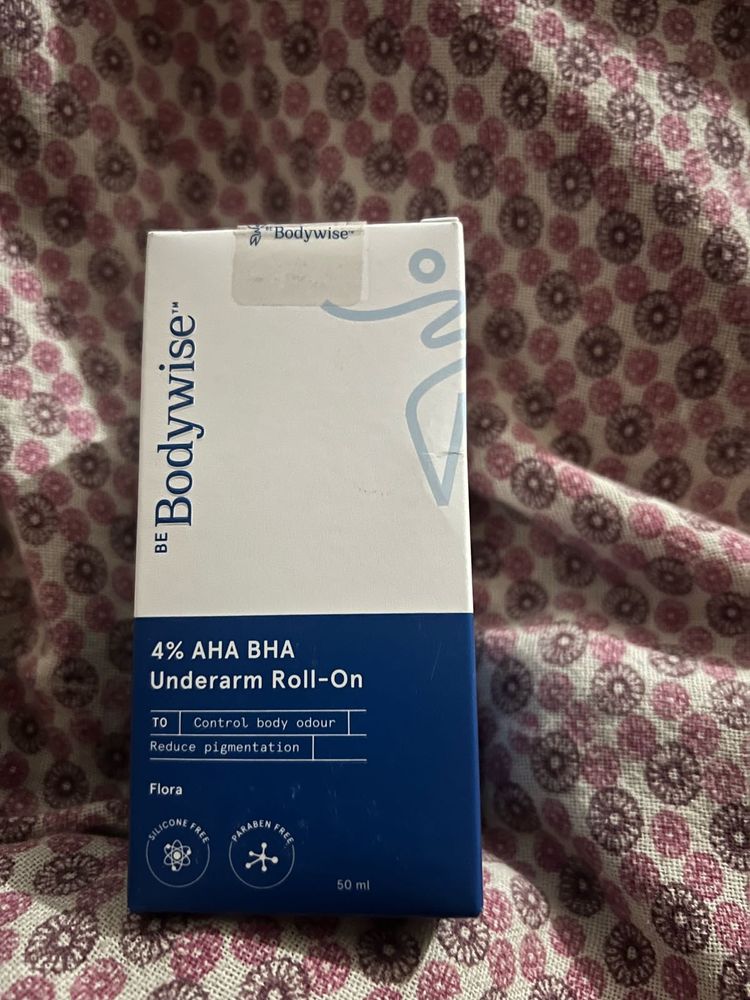 BE Bodywise™
BE Bodywise™
4% AHA BHA
Underarm Roll-On
TO Control body odour
Reduce pigmentation
Flora
SILICONE FREE
PARABEN FREE
50 ml